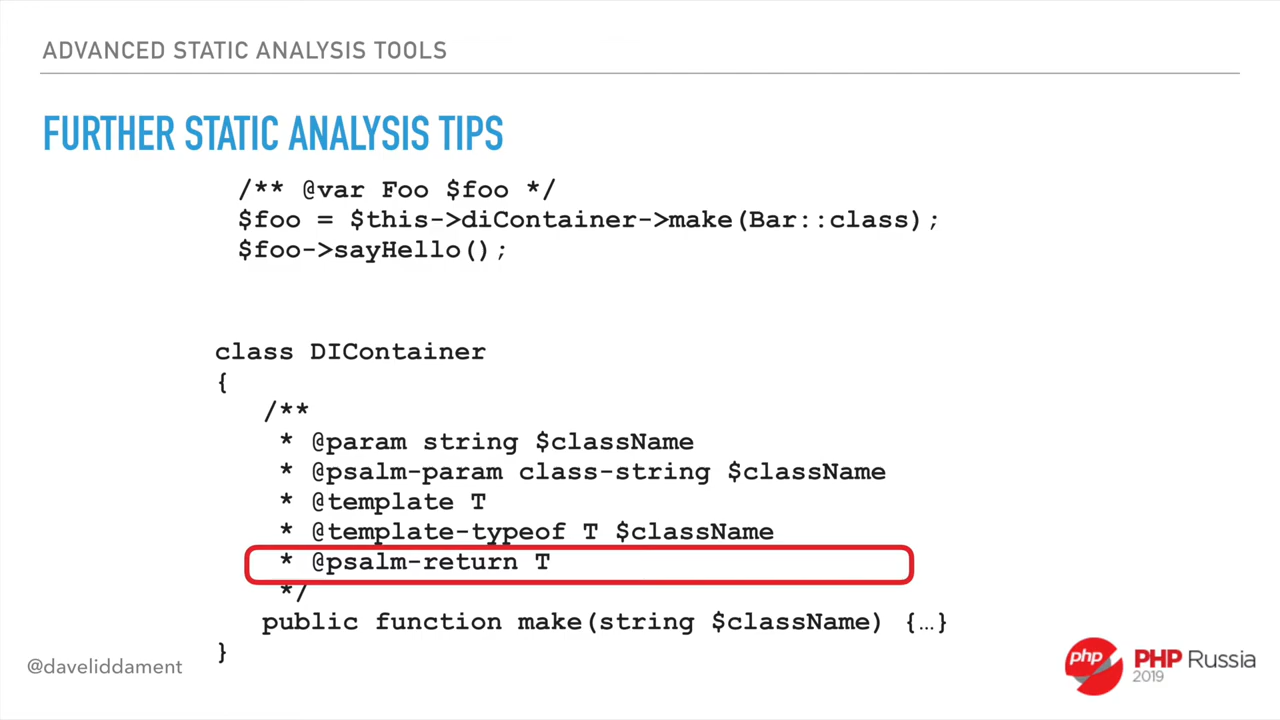 ADVANCED STATIC ANALYSIS TOOLS
FURTHER STATIC ANALYSIS TIPS
/** @var Foo $foo */
$foo = $this->diContainer->make(Bar::class);
$foo->sayHello();
class DIContainer
{
/**
* @param string $className
* @psalm-param class-string $className
* @template T
* @template-typeof T $className
* @psalm-return T
*/
public function make(string $className) {…}
}
@daveliddament
php PHP Russia
2019